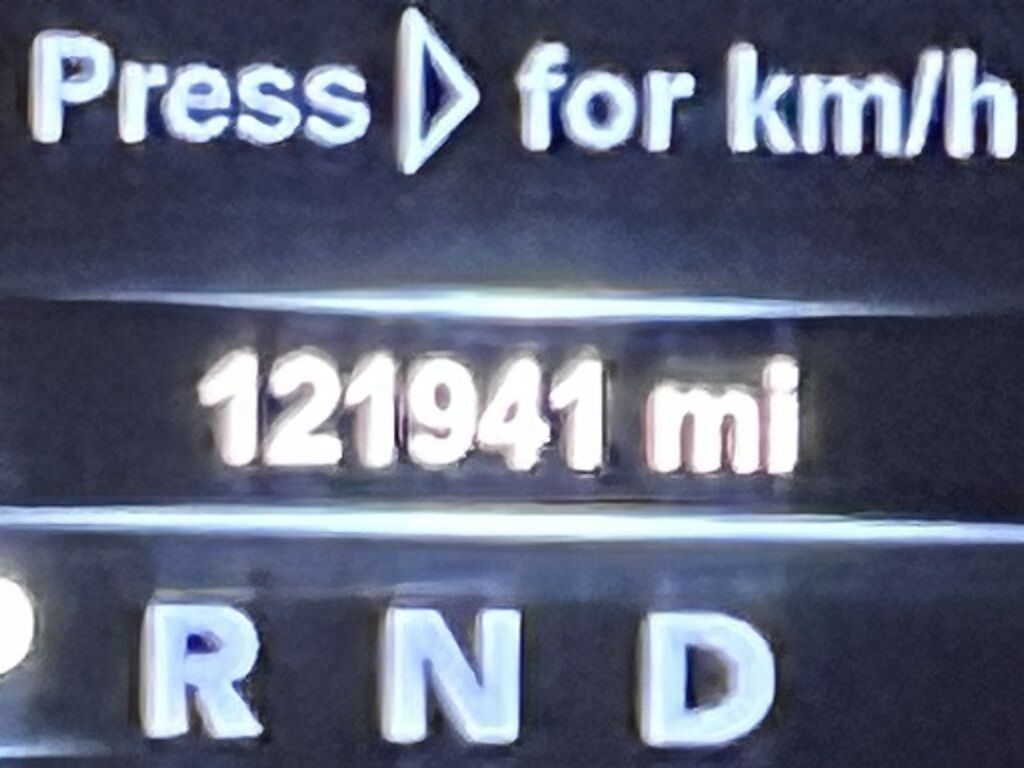 Press ▷ for km/h
121941 mi
R N D